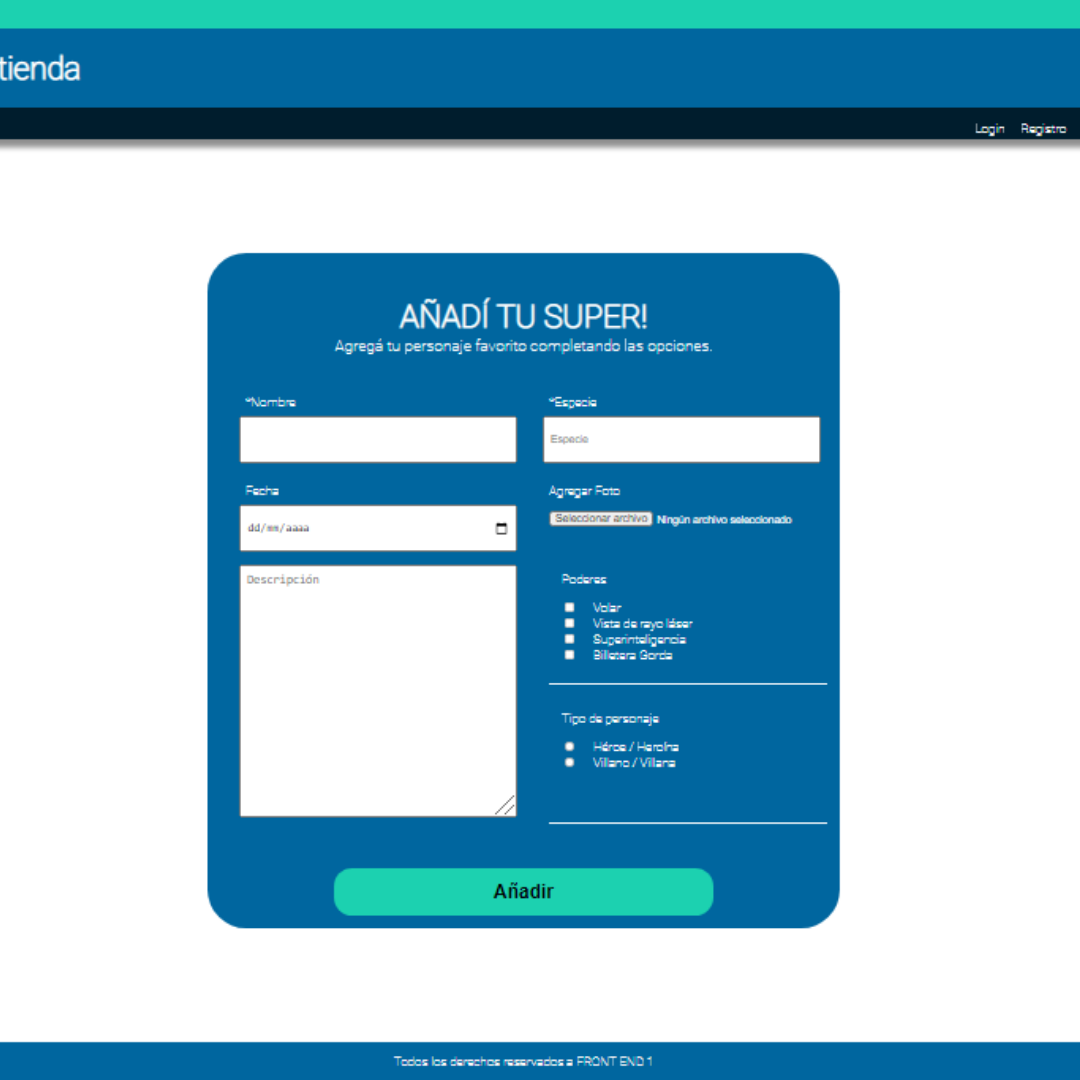 tienda
Login Registro
AÑADÍ TU SUPER!
Agregá tu personaje favorito completando las opciones.
*Nombre
*Especie
Especie
Fecha
Agregar Foto
dd/mm/aaaa
Seleccionar archivo Ningún archivo seleccionado
Descripción
Poderes
Volar
Vista de rayo láser
Superinteligencia
Billetera Gorda
Tipo de personaje
Héroe / Heroína
Villano / Villana
Añadir
Todos los derechos reservados a FRONT END 1